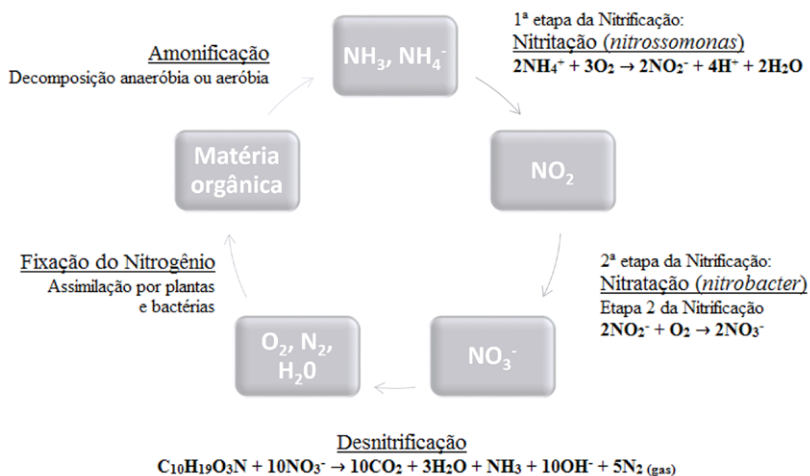 Amonificação
Decomposição anaeróbia ou aeróbia
NH₃, NH₄⁻
1ª etapa da Nitrificação:
Nitritação (nitrossomonas)
2NH₄⁺ + 3O₂ → 2NO₂⁻ + 4H⁺ + 2H₂O
Matéria
orgânica
NO₂
Fixação do Nitrogênio
Assimilação por plantas
e bactérias
2ª etapa da Nitrificação:
Nitratação (nitrobacter)
Etapa 2 da Nitrificação
2NO₂⁻ + O₂ → 2NO₃⁻
O₂, N₂,
H₂0
NO₃⁻
Desnitrificação
C₁₀H₁₉O₃N + 10NO₃⁻ → 10CO₂ + 3H₂O + NH₃ + 10OH⁻ + 5N₂ (gas)